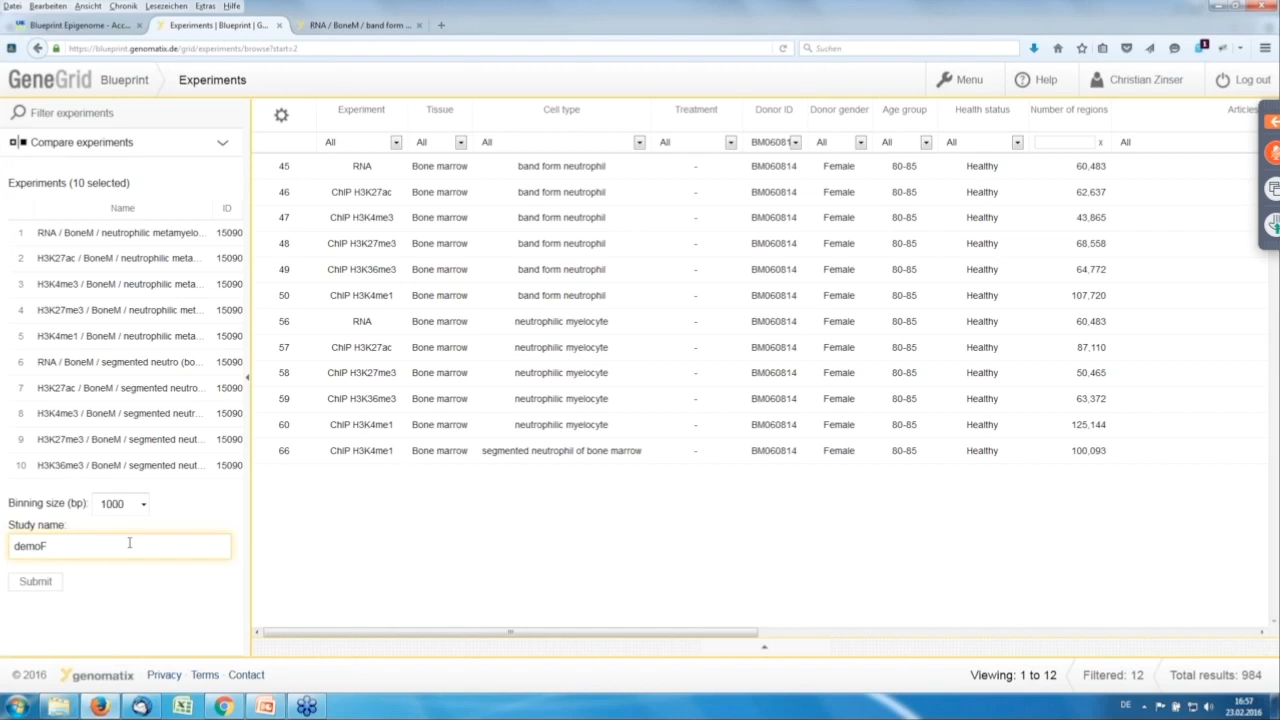 Datei Bearbeiten Ansicht Chronik Lesezeichen Extras Hilfe
Blueprint Epigenome - Acc... × Experiments | Blueprint | G... × RNA / BoneM / band form ... × +
https://blueprint.genomatix.de/grid/experiments/browse?start=2 Suchen 1
GeneGrid Blueprint Experiments Menu Help Christian Zinser Log out
Filter experiments
Compare experiments
Experiments (10 selected)
Name ID
1 RNA / BoneM / neutrophilic metamyelo... 15090
2 H3K27ac / BoneM / neutrophilic meta... 15090
3 H3K4me3 / BoneM / neutrophilic meta... 15090
4 H3K27me3 / BoneM / neutrophilic met... 15090
5 H3K4me1 / BoneM / neutrophilic meta... 15090
6 RNA / BoneM / segmented neutro (bo... 15090
7 H3K27ac / BoneM / segmented neutro... 15090
8 H3K4me3 / BoneM / segmented neutr... 15090
9 H3K27me3 / BoneM / segmented neut... 15090
10 H3K36me3 / BoneM / segmented neut... 15090
Binning size (bp): 1000
Study name:
demoF
Submit
Experiment Tissue Cell type Treatment Donor ID Donor gender Age group Health status Number of regions Articles
All All All All BM06081 All All All x All
45 RNA Bone marrow band form neutrophil - BM060814 Female 80-85 Healthy 60,483
46 ChIP H3K27ac Bone marrow band form neutrophil - BM060814 Female 80-85 Healthy 62,637
47 ChIP H3K4me3 Bone marrow band form neutrophil - BM060814 Female 80-85 Healthy 43,865
48 ChIP H3K27me3 Bone marrow band form neutrophil - BM060814 Female 80-85 Healthy 68,558
49 ChIP H3K36me3 Bone marrow band form neutrophil - BM060814 Female 80-85 Healthy 64,772
50 ChIP H3K4me1 Bone marrow band form neutrophil - BM060814 Female 80-85 Healthy 107,720
56 RNA Bone marrow neutrophilic myelocyte - BM060814 Female 80-85 Healthy 60,483
57 ChIP H3K27ac Bone marrow neutrophilic myelocyte - BM060814 Female 80-85 Healthy 87,110
58 ChIP H3K27me3 Bone marrow neutrophilic myelocyte - BM060814 Female 80-85 Healthy 50,465
59 ChIP H3K36me3 Bone marrow neutrophilic myelocyte - BM060814 Female 80-85 Healthy 63,372
60 ChIP H3K4me1 Bone marrow neutrophilic myelocyte - BM060814 Female 80-85 Healthy 125,144
66 ChIP H3K4me1 Bone marrow segmented neutrophil of bone marrow - BM060814 Female 80-85 Healthy 100,093
© 2016 genomatix Privacy · Terms · Contact Viewing: 1 to 12 Filtered: 12 Total results: 984
DE 16:57
23.02.2016